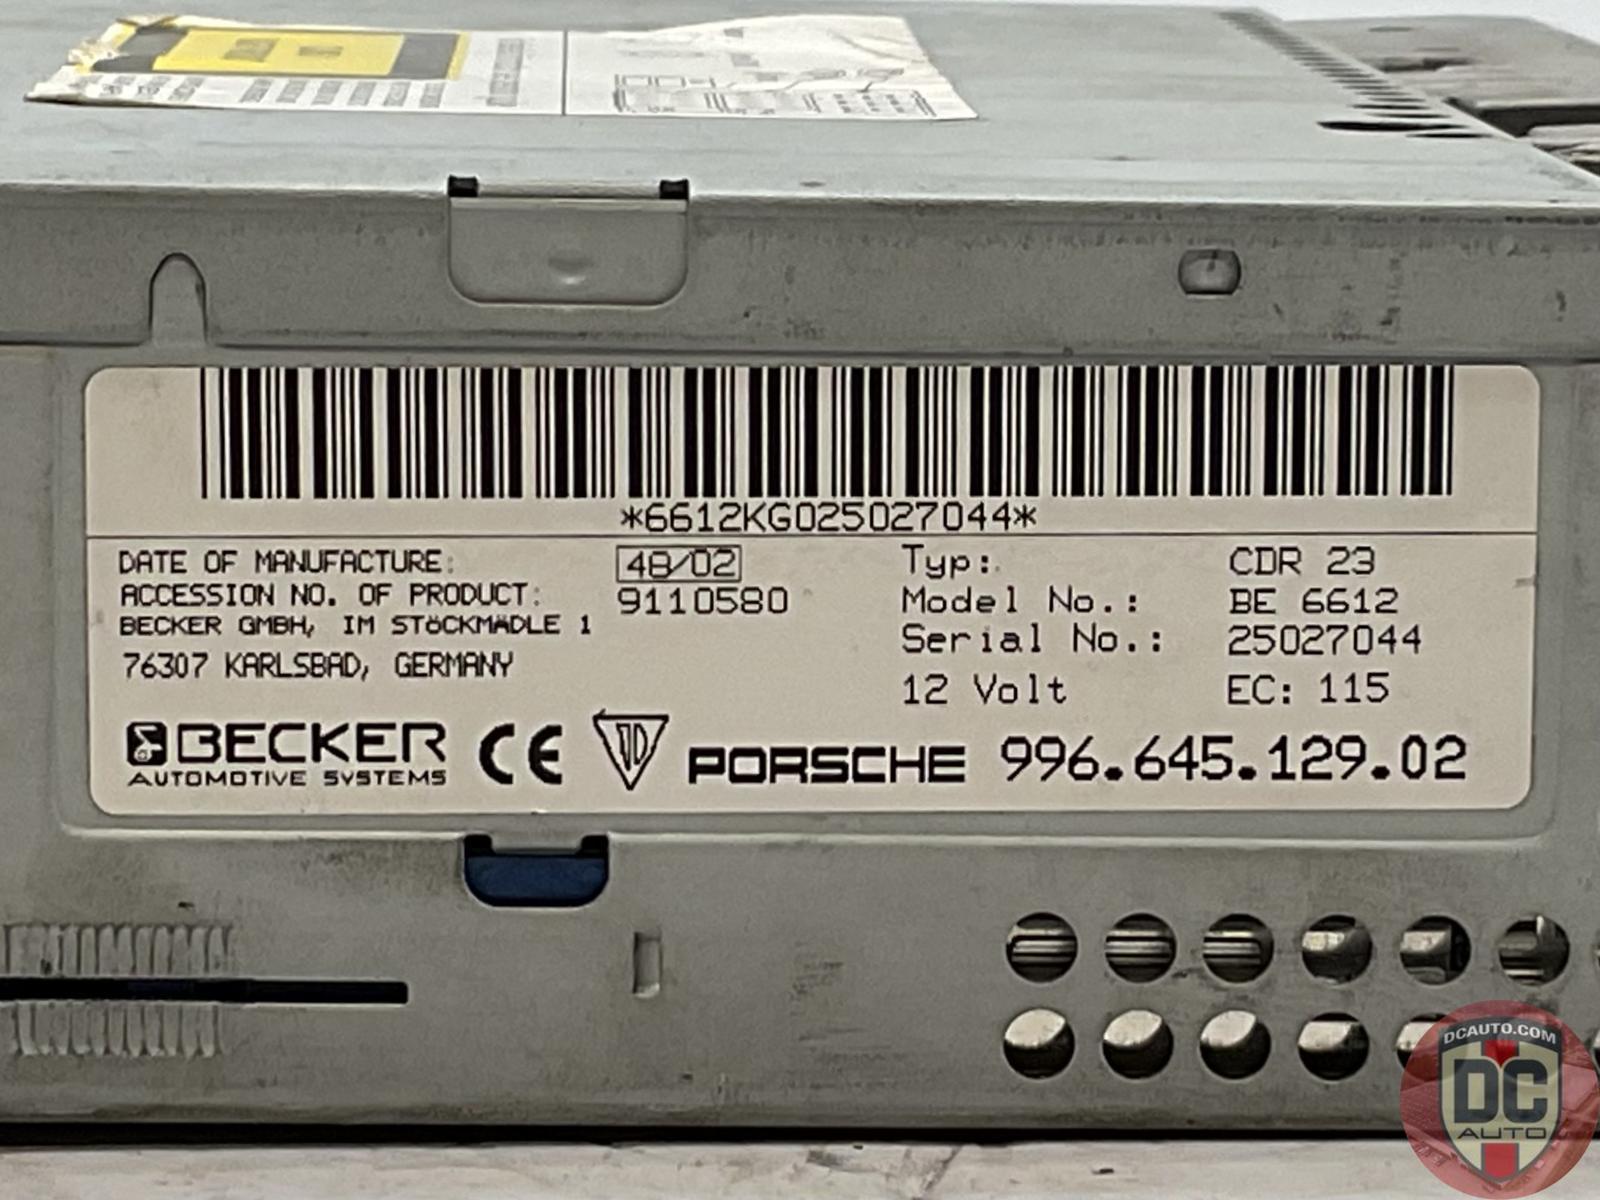 *6612KG025027044*
DATE OF MANUFACTURE: 48/02
ACCESSION NO. OF PRODUCT: 9110580
BECKER GMBH, IM STÖCKMÄDLE 1
76307 KARLSBAD, GERMANY
Typ: CDR 23
Model No.: BE 6612
Serial No.: 25027044
12 Volt EC: 115
BECKER
AUTOMOTIVE SYSTEMS
CE
PORSCHE 996.645.129.02
DCAUTO.COM
DC
AUTO